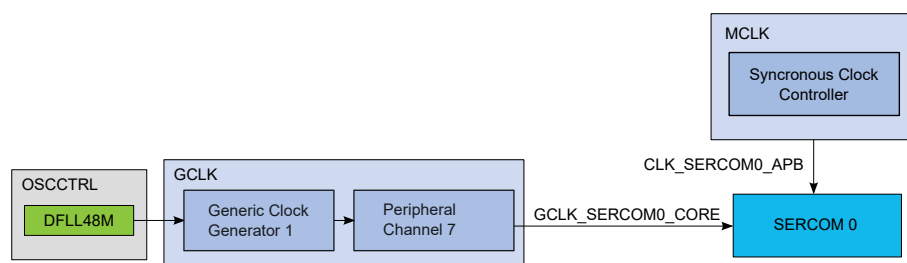 MCLK
Syncronous Clock
Controller
CLK_SERCOM0_APB
OSCCTRL
DFLL48M
GCLK
Generic Clock
Generator 1
Peripheral
Channel 7
GCLK_SERCOM0_CORE
SERCOM 0